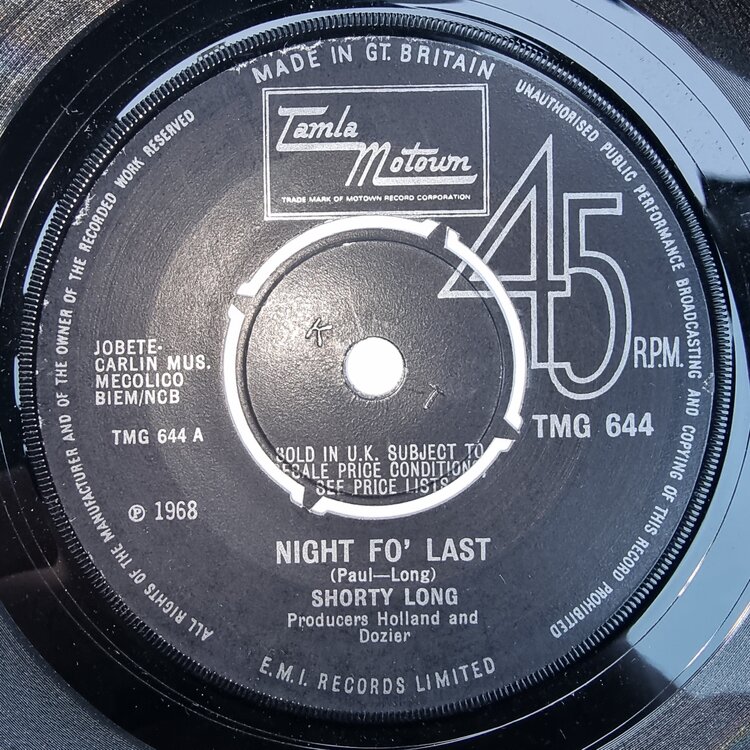 MADE IN GT. BRITAIN
UNAUTHORISED PUBLIC PERFORMANCE BROADCASTING AND COPYING OF THIS RECORD PROHIBITED
ALL RIGHTS OF THE MANUFACTURER AND OF THE OWNER OF THE RECORDED WORK RESERVED
Tamla
Motown
TRADE MARK OF MOTOWN RECORD CORPORATION
45
R.P.M.
JOBETE-
CARLIN MUS.
MECOLICO
BIEM/NCB
TMG 644 A
TMG 644
K
T
SOLD IN U.K. SUBJECT TO
RESALE PRICE CONDITIONS
SEE PRICE LISTS
℗ 1968
NIGHT FO' LAST
(Paul—Long)
SHORTY LONG
Producers Holland and
Dozier
E.M.I. RECORDS LIMITED